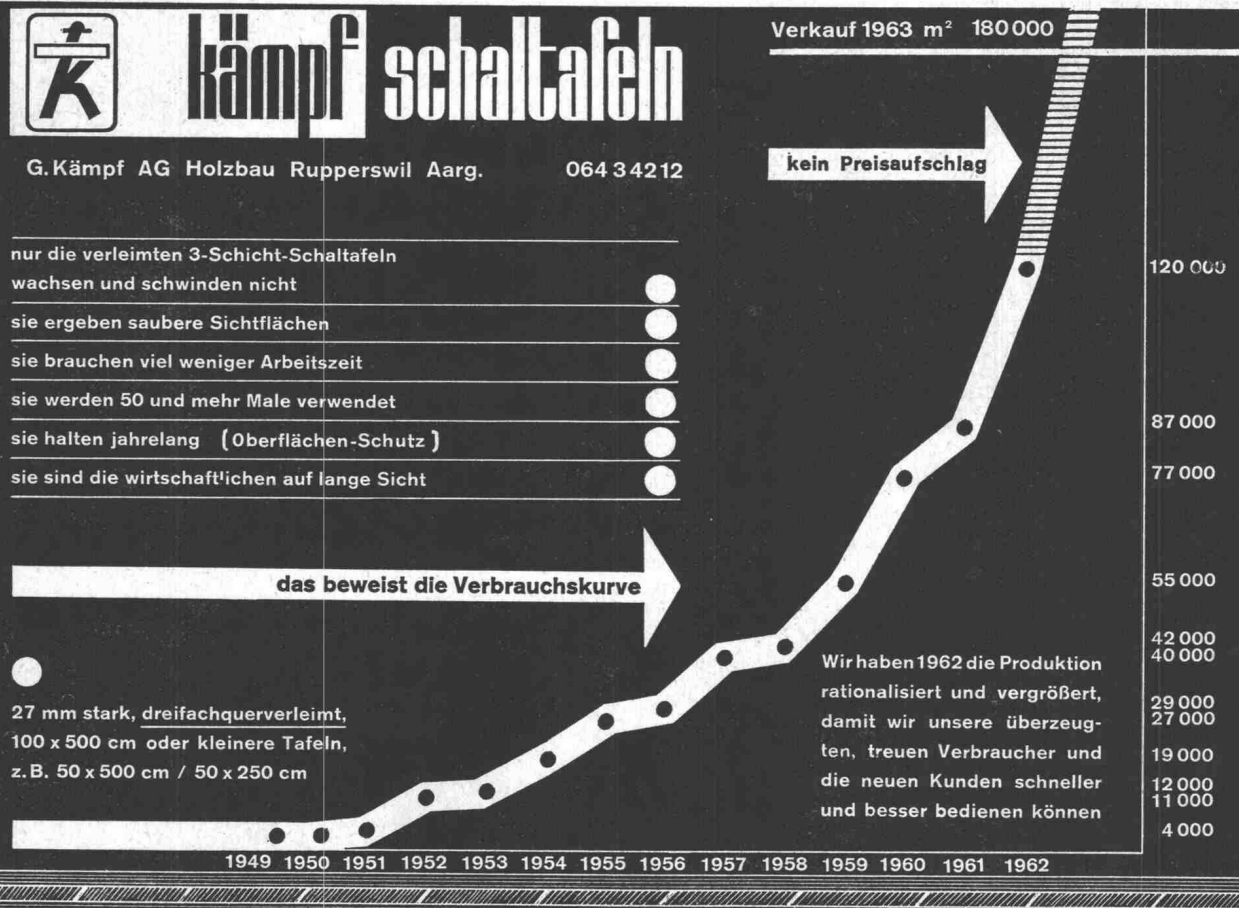 kämpf schaltafeln
G. Kämpf AG Holzbau Rupperswil Aarg. 064 3 42 12
nur die verleimten 3-Schicht-Schaltafeln
wachsen und schwinden nicht
sie ergeben saubere Sichtflächen
sie brauchen viel weniger Arbeitszeit
sie werden 50 und mehr Male verwendet
sie halten jahrelang (Oberflächen-Schutz)
sie sind die wirtschaftlichen auf lange Sicht
das beweist die Verbrauchskurve
27 mm stark, dreifachquerverleimt,
100 x 500 cm oder kleinere Tafeln,
z. B. 50 x 500 cm / 50 x 250 cm
Verkauf 1963 m² 180 000
kein Preisaufschlag
Wir haben 1962 die Produktion
rationalisiert und vergrößert,
damit wir unsere überzeug-
ten, treuen Verbraucher und
die neuen Kunden schneller
und besser bedienen können
120 000
87 000
77 000
55 000
42 000
40 000
29 000
27 000
19 000
12 000
11 000
4 000
1949 1950 1951 1952 1953 1954 1955 1956 1957 1958 1959 1960 1961 1962